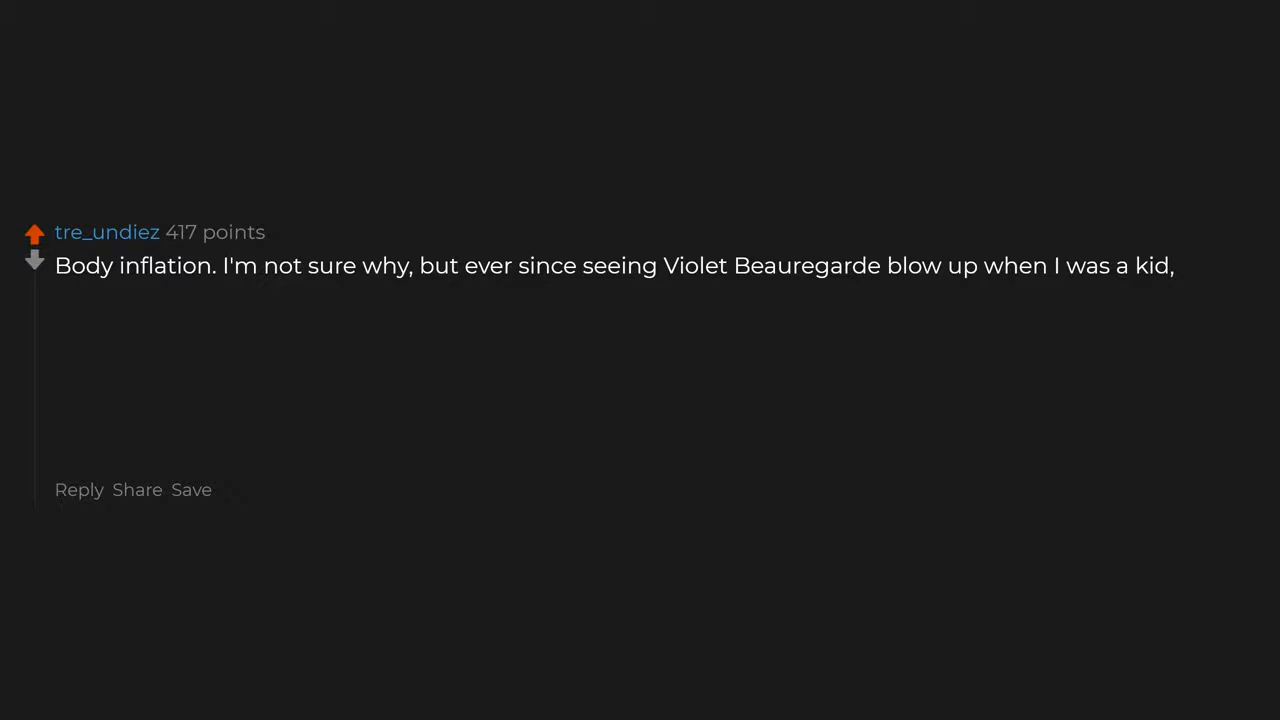 tre_undiez 417 points
Body inflation. I'm not sure why, but ever since seeing Violet Beauregarde blow up when I was a kid,
Reply Share Save